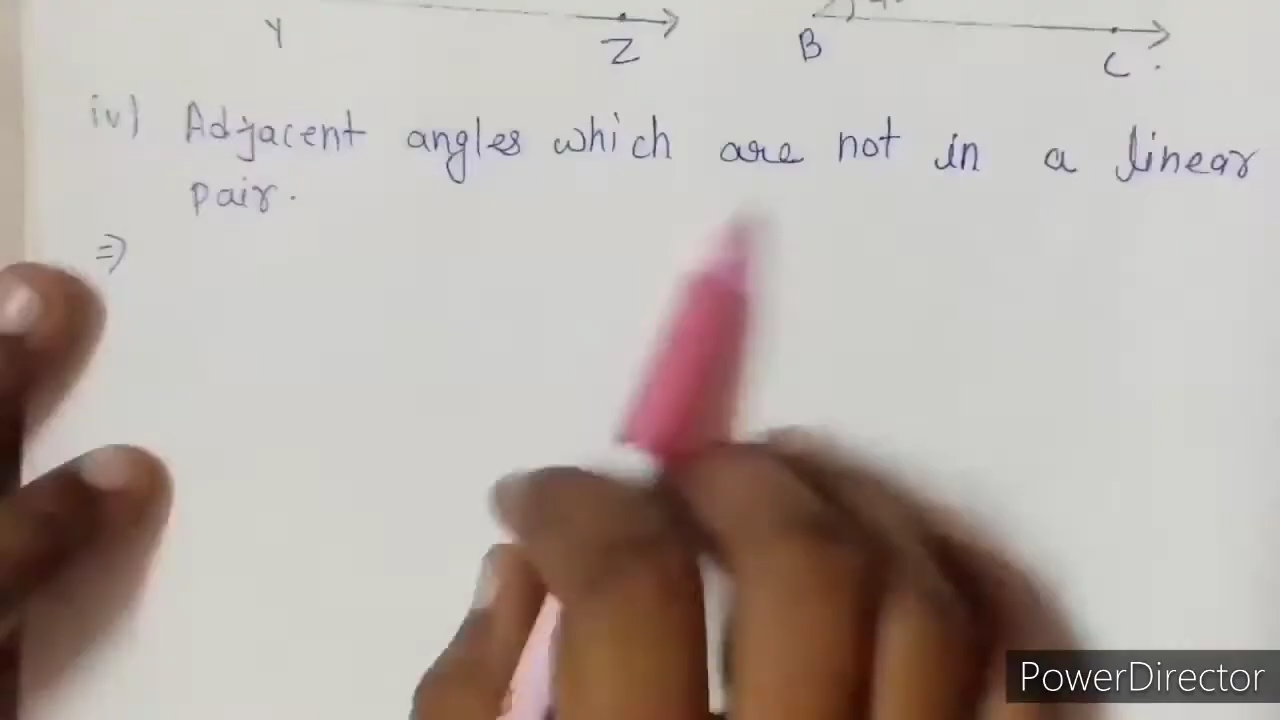 Y Z B C.
iv) Adjacent angles which are not in a linear
pair.
⇒
PowerDirector